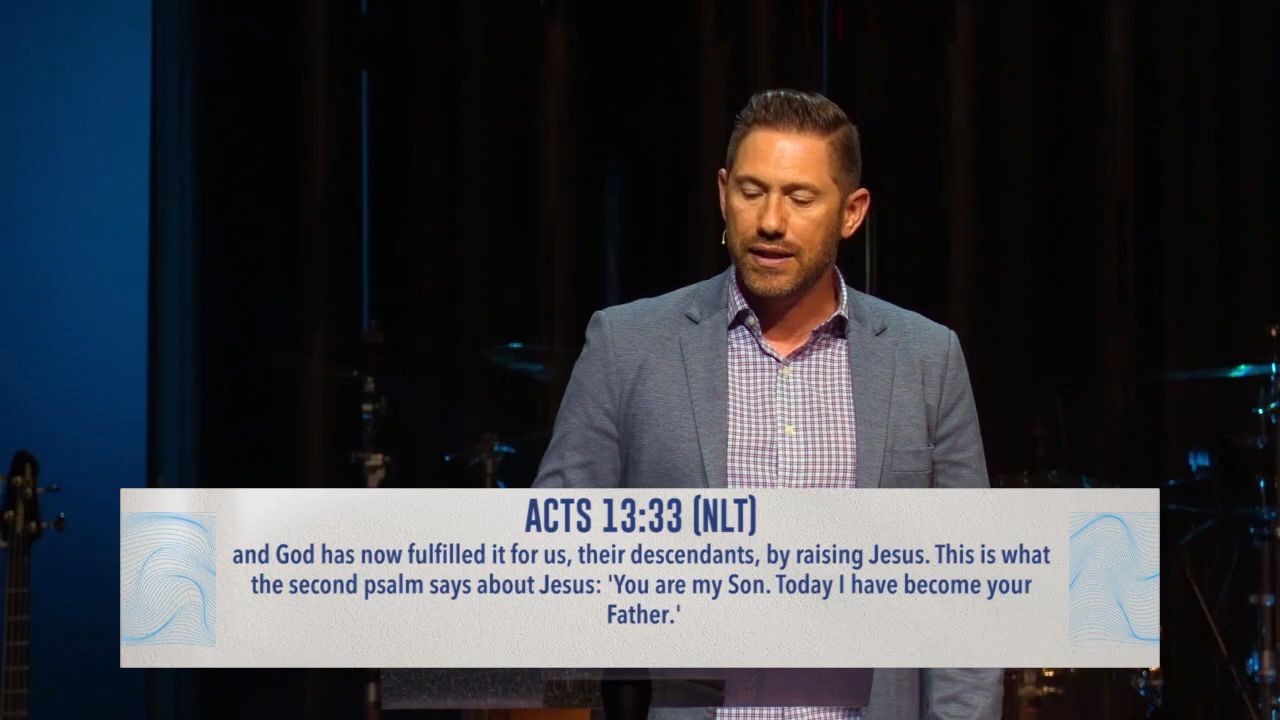 ACTS 13:33 (NLT)
and God has now fulfilled it for us, their descendants, by raising Jesus. This is what
the second psalm says about Jesus: 'You are my Son. Today I have become your
Father.'